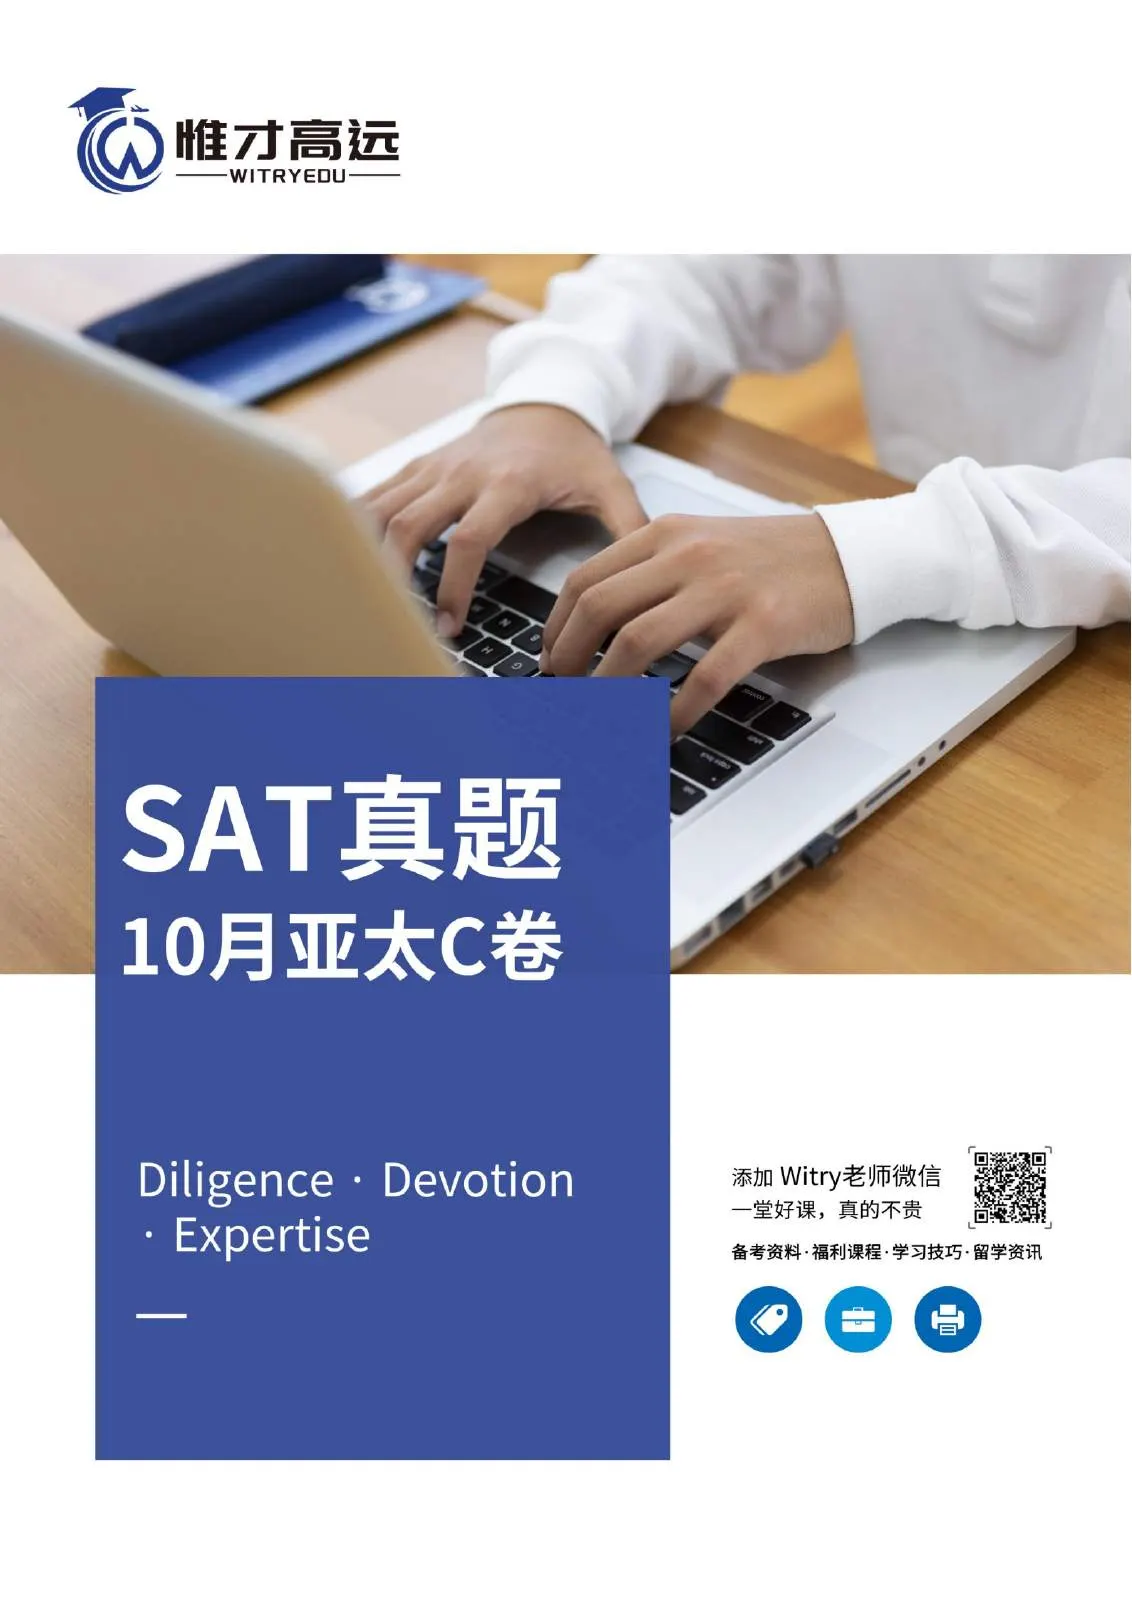 惟才高远
WITRYEDU
SAT真题
10月亚太C卷
Diligence · Devotion
· Expertise
添加 Witry老师微信
一堂好课，真的不贵
备考资料·福利课程·学习技巧·留学资讯